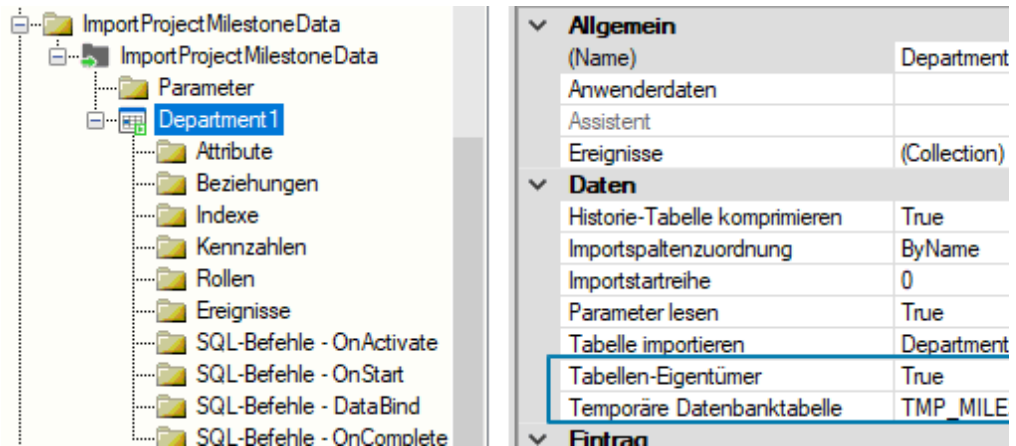 ImportProjectMilestoneData
ImportProjectMilestoneData
Parameter
Department1
Attribute
Beziehungen
Indexe
Kennzahlen
Rollen
Ereignisse
SQL-Befehle - OnActivate
SQL-Befehle - OnStart
SQL-Befehle - DataBind
SQL-Befehle - OnComplete
Allgemein
(Name) Department
Anwenderdaten
Assistent
Ereignisse (Collection)
Daten
Historie-Tabelle komprimieren True
Importspaltenzuordnung ByName
Importstartreihe 0
Parameter lesen True
Tabelle importieren Department
Tabellen-Eigentümer True
Temporäre Datenbanktabelle TMP_MILE
Eintrag